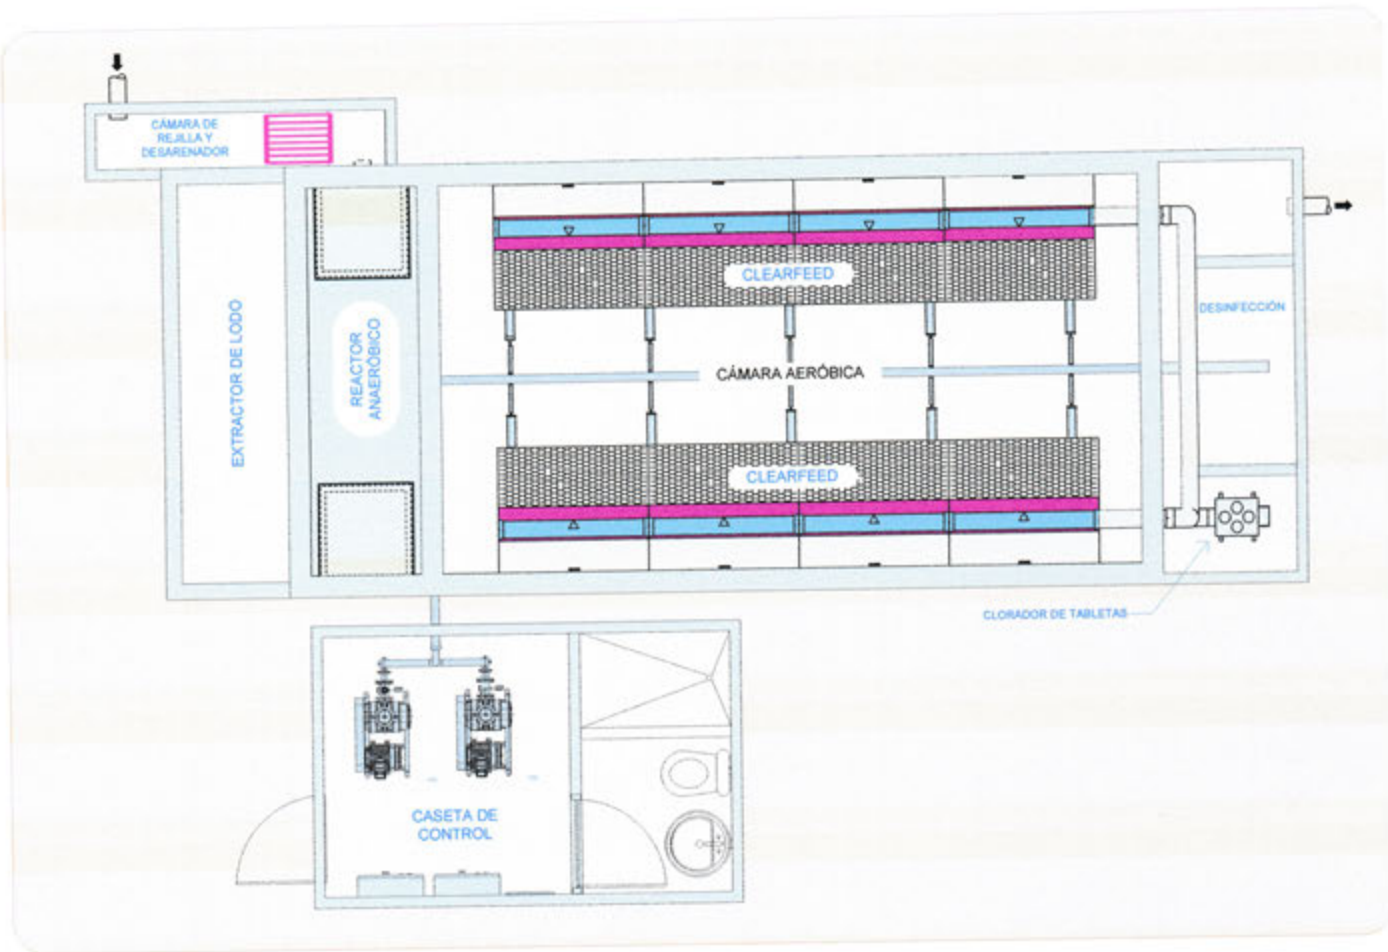 CÁMARA DE
REJILLA Y
DESARENADOR
EXTRACTOR DE LODO
REACTOR
ANAERÓBICO
CLEARFEED
CÁMARA AERÓBICA
CLEARFEED
DESINFECCIÓN
CLORADOR DE TABLETAS
CASETA DE
CONTROL